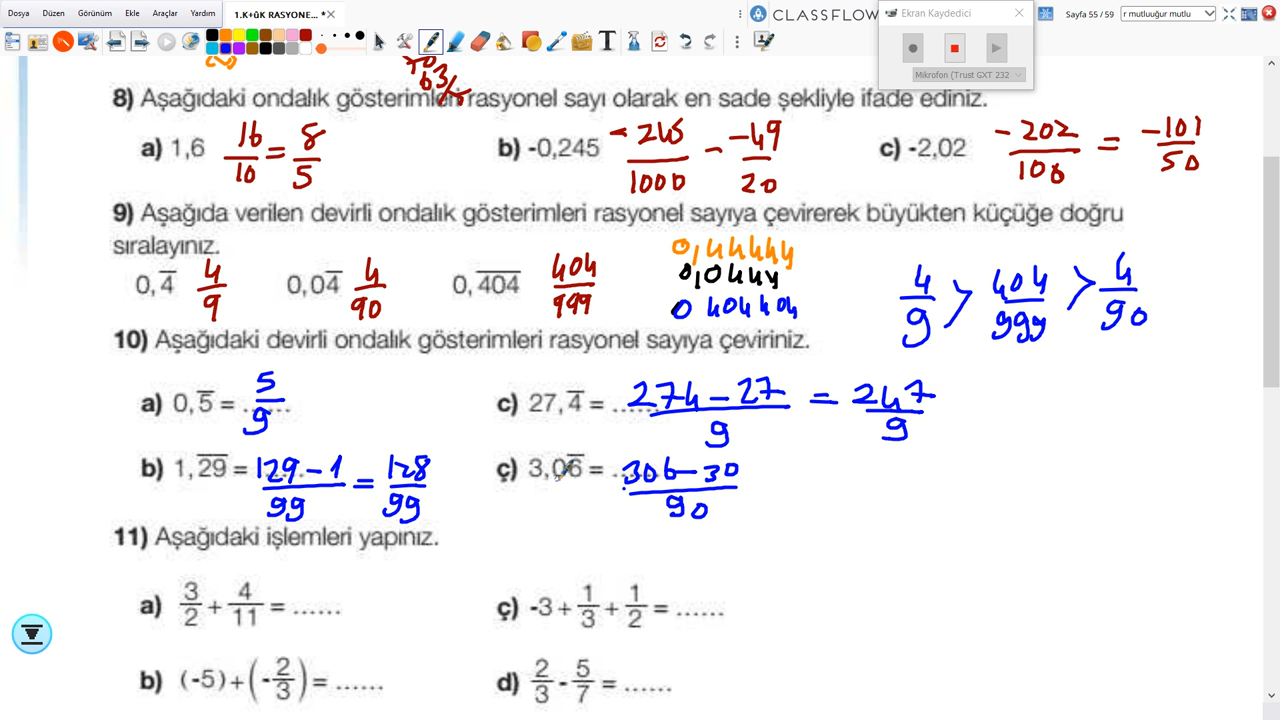 Dosya Düzen Görünüm Ekle Araçlar Yardım 1.K+ûK RASYONE... * CLASSFLOW Ekran Kaydedici Sayfa 55 / 59 r mutluuğur mutlu
Mikrofon (Trust GXT 232
63/
8) Aşağıdaki ondalık gösterimleri rasyonel sayı olarak en sade şekliyle ifade ediniz.
a) 1,6 16/10 = 8/5 b) -0,245 -245/1000 - -49/20 c) -2,02 -202/100 = -101/50
9) Aşağıda verilen devirli ondalık gösterimleri rasyonel sayıya çevirerek büyükten küçüğe doğru
sıralayınız.
0,4̅ 4/9 0,04̅ 4/90 0,4̅0̅4̅ 404/999 0,44444
0,0444
0 404404
4/9 > 404/999 > 4/90
10) Aşağıdaki devirli ondalık gösterimleri rasyonel sayıya çeviriniz.
a) 0,5̅ = ...... 5/9 c) 27,4̅ = ...... 274-27/9 = 247/9
b) 1,2̅9̅ = 129-1/99 = 128/99 ç) 3,06̅ = ...... 306-30/90
11) Aşağıdaki işlemleri yapınız.
a) 3/2 + 4/11 = ...... ç) -3 + 1/3 + 1/2 = ......
b) (-5)+(-2/3) = ...... d) 2/3 - 5/7 = ......